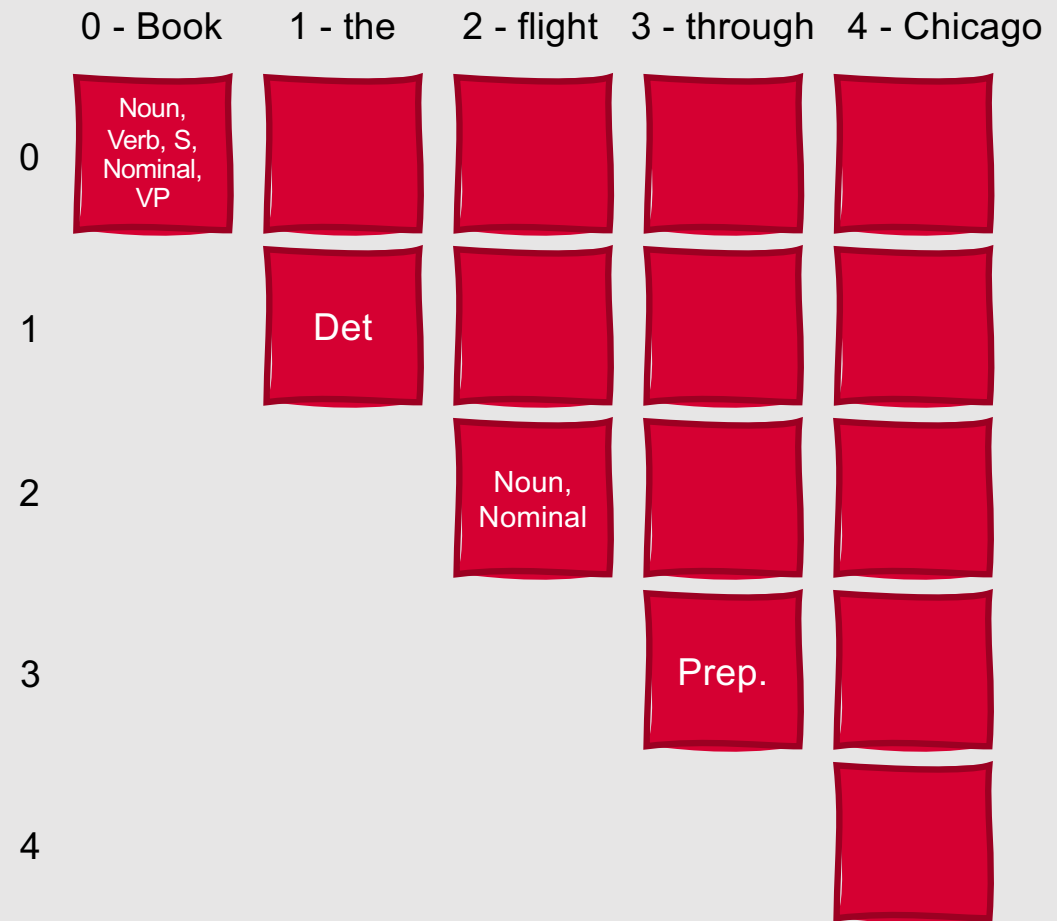 0 - Book 1 - the 2 - flight 3 - through 4 - Chicago
0
Noun,
Verb, S,
Nominal,
VP
1
Det
2
Noun,
Nominal
3
Prep.
4